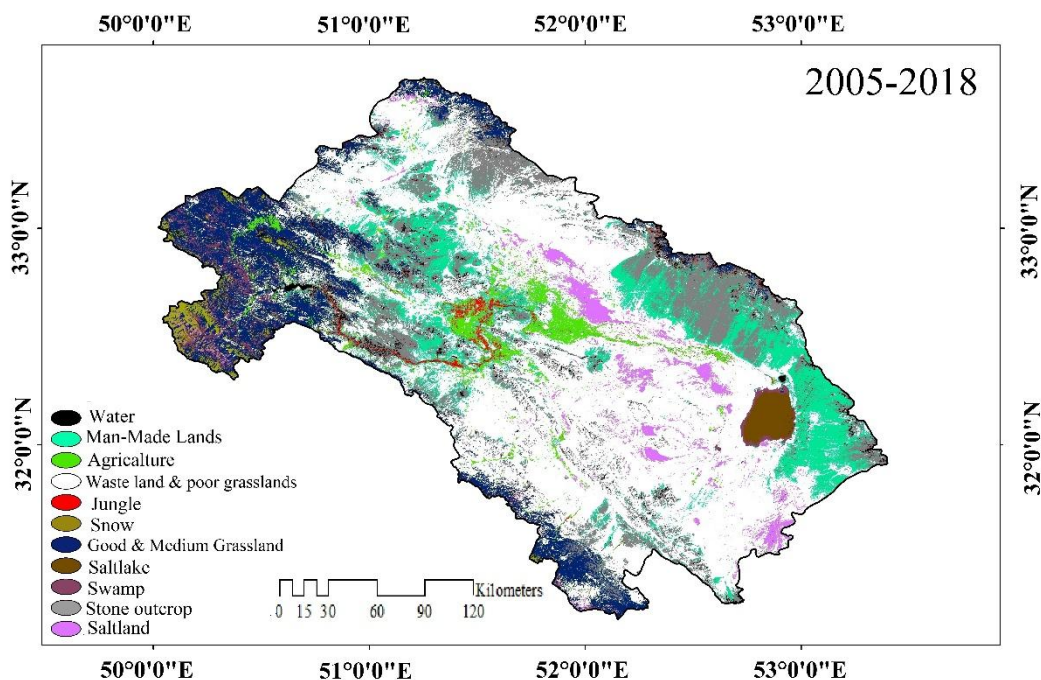 50°0'0"E 51°0'0"E 52°0'0"E 53°0'0"E
2005-2018
33°0'0"N 33°0'0"N
32°0'0"N 32°0'0"N
Water
Man-Made Lands
Agricalture
Waste land & poor grasslands
Jungle
Snow
Good & Medium Grassland
Saltlake
Swamp
Stone outcrop
Saltland
Kilometers
0 15 30 60 90 120
50°0'0"E 51°0'0"E 52°0'0"E 53°0'0"E